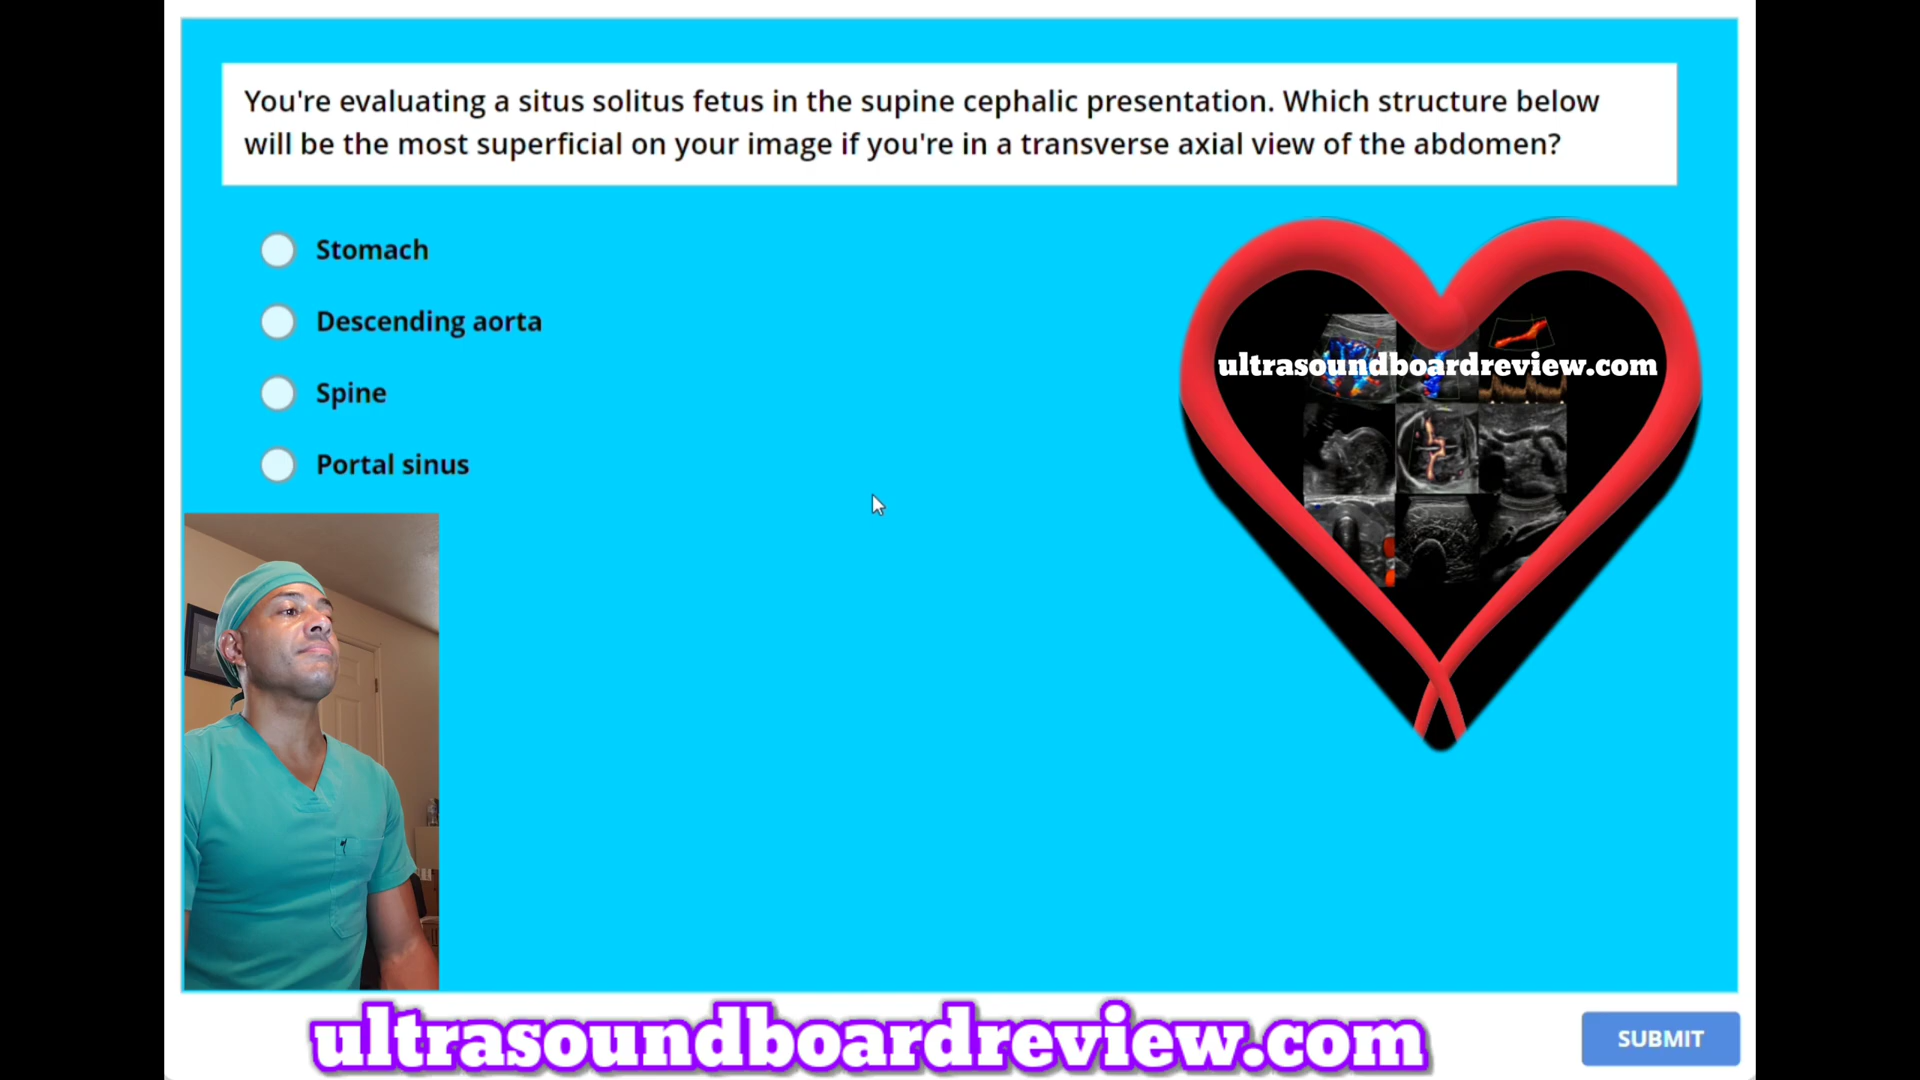 You're evaluating a situs solitus fetus in the supine cephalic presentation. Which structure below
will be the most superficial on your image if you're in a transverse axial view of the abdomen?
Stomach
Descending aorta
Spine
Portal sinus
ultrasoundboardreview.com
ultrasoundboardreview.com
SUBMIT